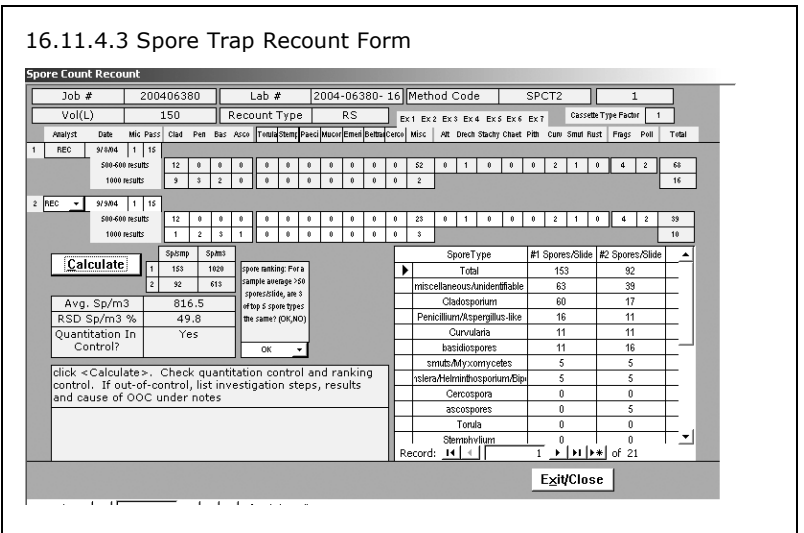 16.11.4.3 Spore Trap Recount Form
Spore Count Recount
Job # 200406380 Lab # 2004-06380- 16 Method Code SPCT2 1
Vol(L) 150 Recount Type RS Ex 1 Ex 2 Ex 3 Ex 4 Ex 5 Ex 6 Ex 7 Cassette Type Factor 1
Analyst Date Mic Pass Clad Pen Bas Asco Torula Stemp Paeci Mucor Emeri Beltra Cerco Misc Alt Drech Stachy Chaet Pith Curv Smut Rust Frags Poll Total
1 REC 9/8/04 1 15
500-600 results 12 0 0 0 0 0 0 0 0 0 0 52 0 1 0 0 0 2 1 0 4 2 68
1000 results 9 3 2 0 0 0 0 0 0 0 0 2 16
2 REC 9/9/04 1 15
500-600 results 12 0 0 0 0 0 0 0 0 0 0 23 0 1 0 0 0 2 1 0 4 2 39
1000 results 1 2 3 1 0 0 0 0 0 0 0 3 10
Calculate
Sp/smp Sp/m3
1 153 1020
2 92 613
spore ranking: For a
sample average >50
spores/slide, are 3
of top 5 spore types
the same? (OK,NO)
OK
Avg. Sp/m3 816.5
RSD Sp/m3 % 49.8
Quantitation In
Control? Yes
click <Calculate>. Check quantitation control and ranking
control. If out-of-control, list investigation steps, results
and cause of OOC under notes
SporeType #1 Spores/Slide #2 Spores/Slide
Total 153 92
miscellaneous/unidentifiable 63 39
Cladosporium 60 17
Penicillium/Aspergillus-like 16 11
Curvularia 11 11
basidiospores 11 16
smuts/Myxomycetes 5 5
nslera/Helminthosporium/Bip 5 5
Cercospora 0 0
ascospores 0 5
Torula 0 0
Stemphylium 0 0
Record: 1 of 21
Exit/Close